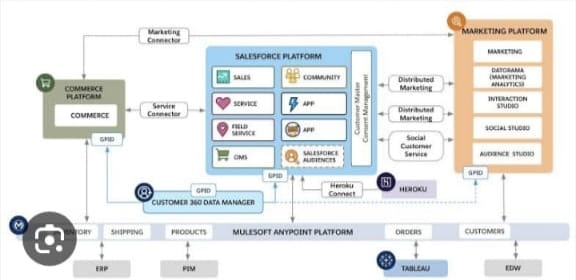 Marketing
Connector
MARKETING PLATFORM
MARKETING
DATORAMA
(MARKETING
ANALYTICS)
INTERACTION
STUDIO
SOCIAL STUDIO
AUDIENCE STUDIO
GPID
SALESFORCE PLATFORM
SALES
COMMUNITY
SERVICE
APP
FIELD
SERVICE
APP
OMS
SALESFORCE
AUDIENCES
Customer Master
Consent Management
GPID
COMMERCE
PLATFORM
COMMERCE
GPID
Service
Connector
Distributed
Marketing
Distributed
Marketing
Social
Customer
Service
Heroku
Connect
HEROKU
GPID
CUSTOMER 360 DATA MANAGER
SHIPPING
PRODUCTS
MULESOFT ANYPOINT PLATFORM
ORDERS
CUSTOMERS
ERP
PIM
TABLEAU
EDW